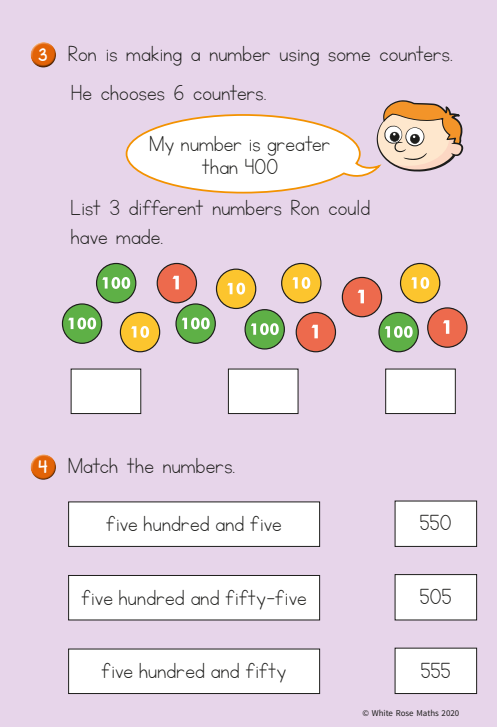 3 Ron is making a number using some counters.
He chooses 6 counters.
My number is greater
than 400
List 3 different numbers Ron could
have made.
100 1 10 10 1 10
100 10 100 100 1 100 1
4 Match the numbers.
five hundred and five 550
five hundred and fifty-five 505
five hundred and fifty 555
© White Rose Maths 2020